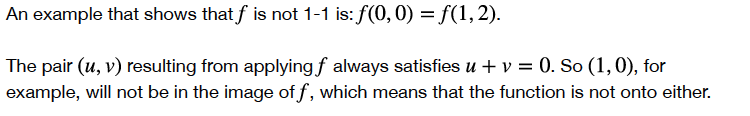 An example that shows that f is not 1-1 is: f(0, 0) = f(1, 2).
The pair (u, v) resulting from applying f always satisfies u + v = 0. So (1, 0), for
example, will not be in the image of f, which means that the function is not onto either.